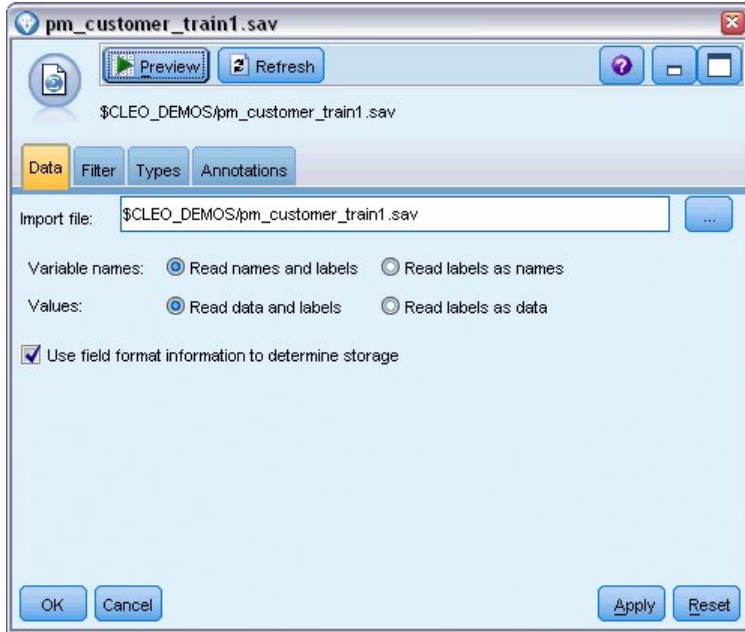 pm_customer_train1.sav
Preview Refresh
$CLEO_DEMOS/pm_customer_train1.sav
Data Filter Types Annotations
Import file: $CLEO_DEMOS/pm_customer_train1.sav ...
Variable names: Read names and labels Read labels as names
Values: Read data and labels Read labels as data
Use field format information to determine storage
OK Cancel Apply Reset